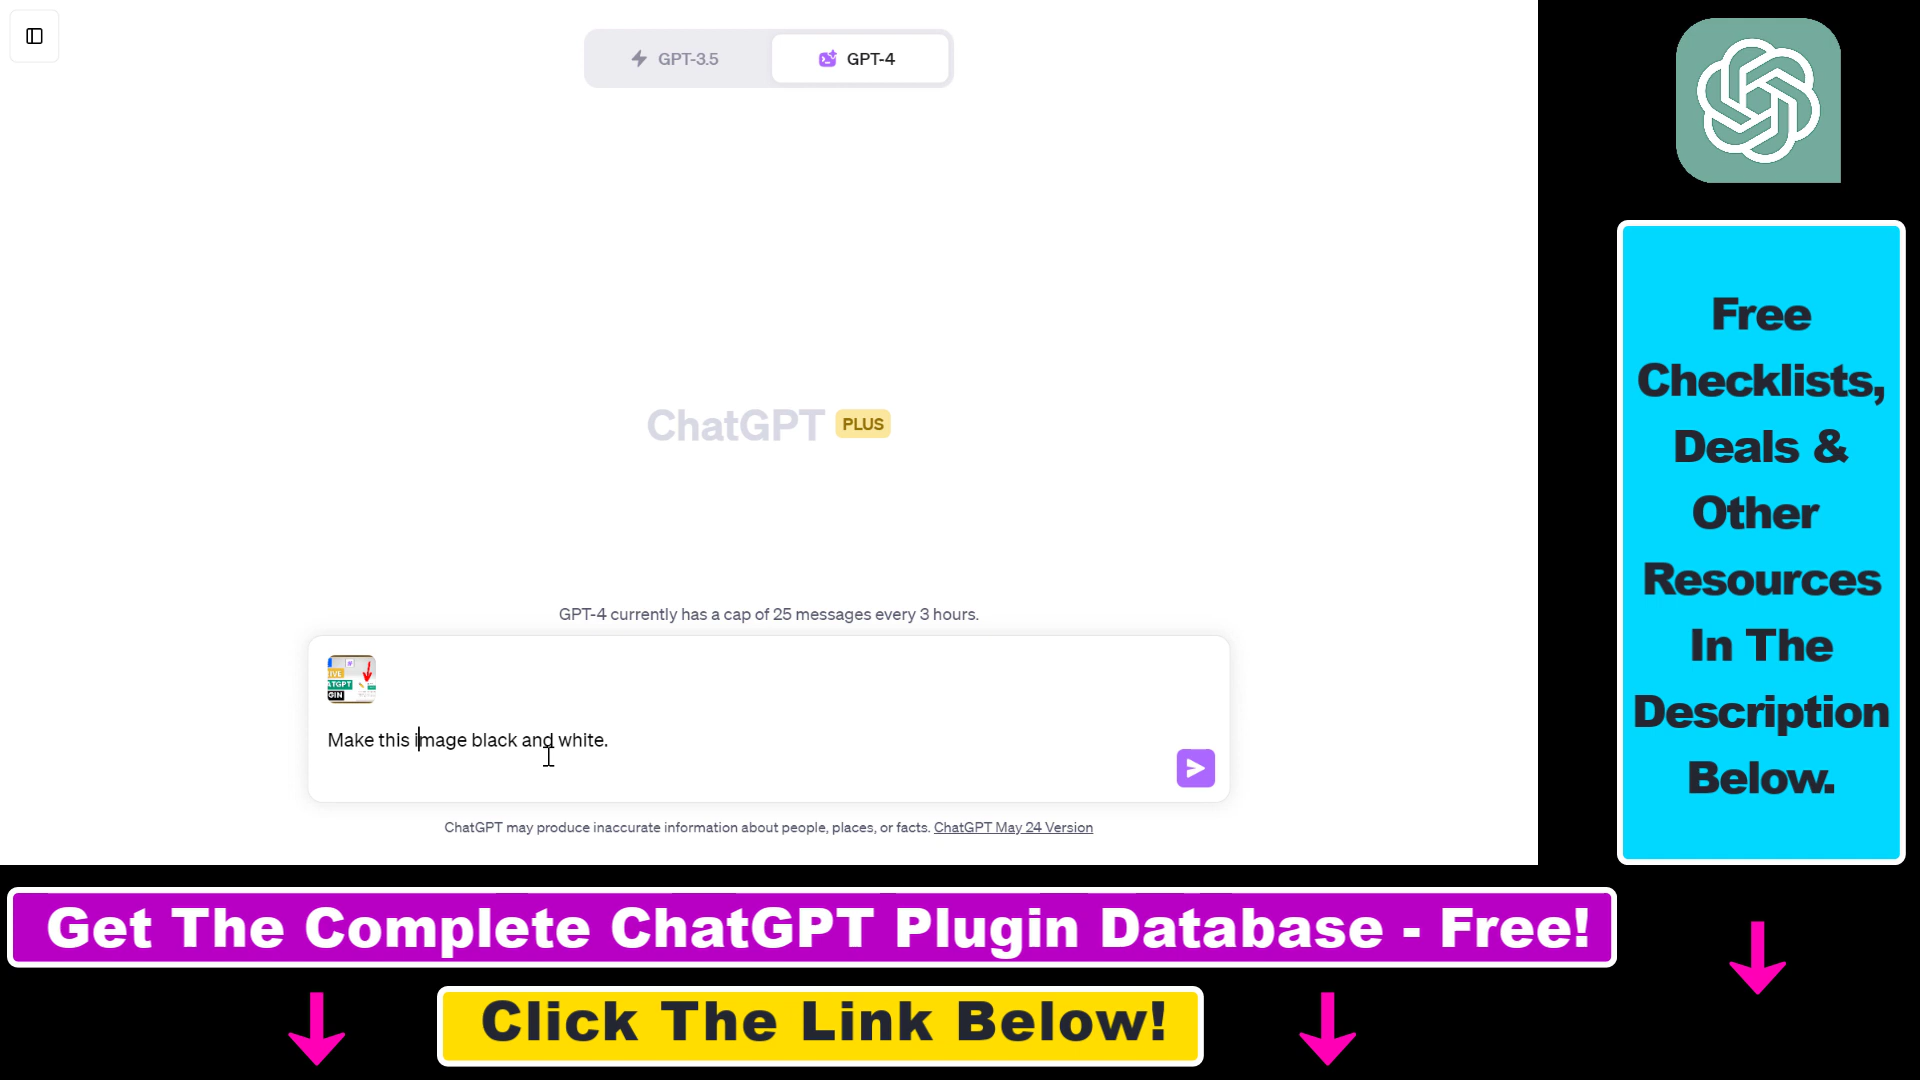 GPT-3.5
GPT-4
ChatGPT PLUS
GPT-4 currently has a cap of 25 messages every 3 hours.
Make this image black and white.
ChatGPT may produce inaccurate information about people, places, or facts. ChatGPT May 24 Version
Free
Checklists,
Deals &
Other
Resources
In The
Description
Below.
Get The Complete ChatGPT Plugin Database - Free!
Click The Link Below!